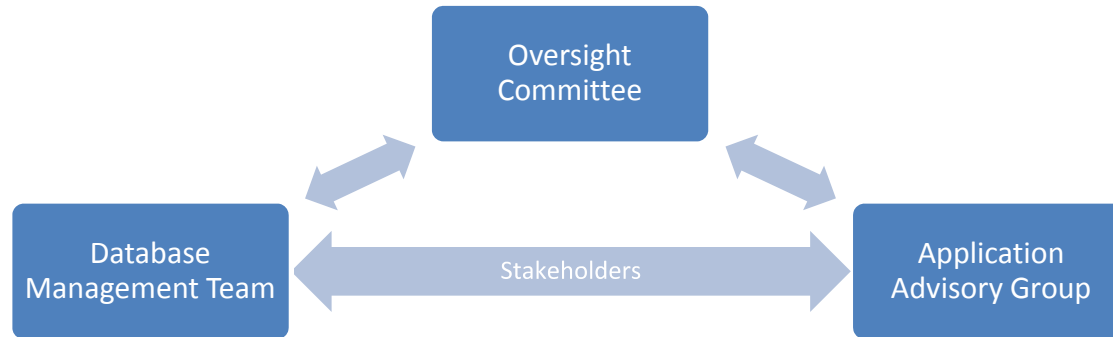 Oversight
Committee
Database
Management Team
Stakeholders
Application
Advisory Group